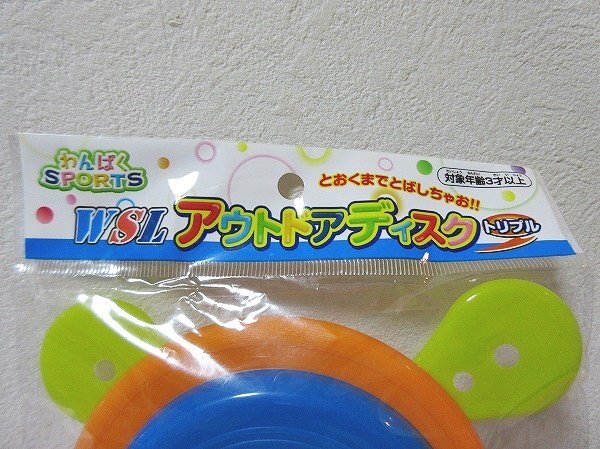 わんぱく
SPORTS
対象年齢3才以上
とおくまでとばしちゃお!!
WSL アウトドアディスク トリプル